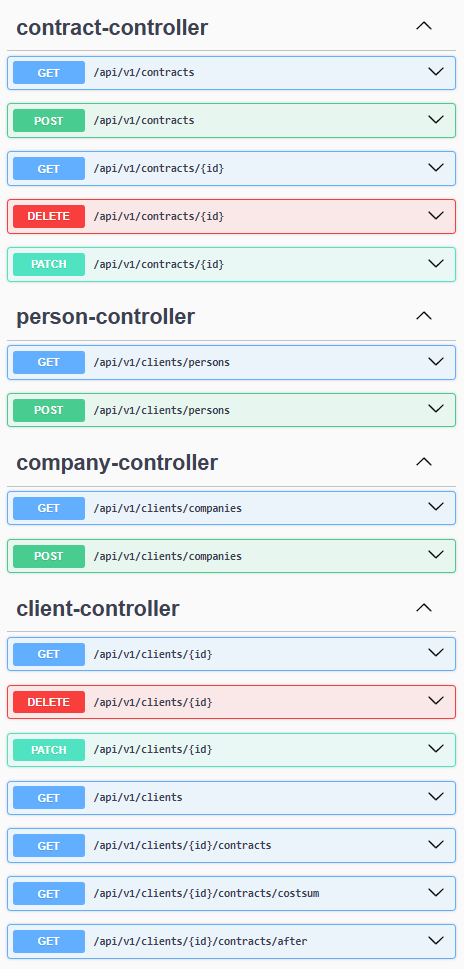 contract-controller
GET /api/v1/contracts
POST /api/v1/contracts
GET /api/v1/contracts/{id}
DELETE /api/v1/contracts/{id}
PATCH /api/v1/contracts/{id}
person-controller
GET /api/v1/clients/persons
POST /api/v1/clients/persons
company-controller
GET /api/v1/clients/companies
POST /api/v1/clients/companies
client-controller
GET /api/v1/clients/{id}
DELETE /api/v1/clients/{id}
PATCH /api/v1/clients/{id}
GET /api/v1/clients
GET /api/v1/clients/{id}/contracts
GET /api/v1/clients/{id}/contracts/costsum
GET /api/v1/clients/{id}/contracts/after